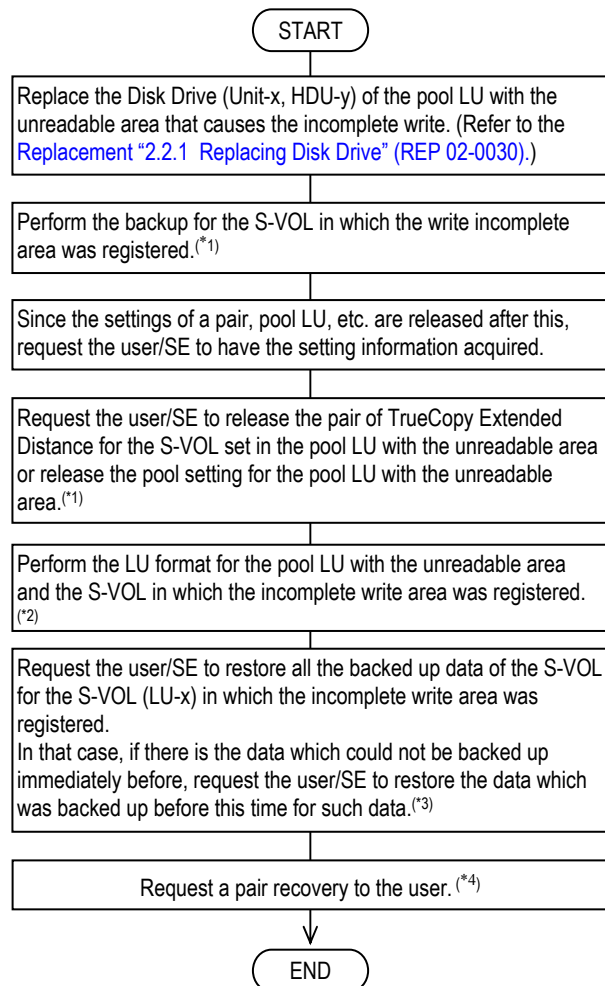 START
Replace the Disk Drive (Unit-x, HDU-y) of the pool LU with the
unreadable area that causes the incomplete write. (Refer to the
Replacement “2.2.1  Replacing Disk Drive” (REP 02-0030).)
Perform the backup for the S-VOL in which the write incomplete
area was registered.(*1)
Since the settings of a pair, pool LU, etc. are released after this,
request the user/SE to have the setting information acquired.
Request the user/SE to release the pair of TrueCopy Extended
Distance for the S-VOL set in the pool LU with the unreadable area
or release the pool setting for the pool LU with the unreadable
area.(*1)
Perform the LU format for the pool LU with the unreadable area
and the S-VOL in which the incomplete write area was registered.
(*2)
Request the user/SE to restore all the backed up data of the S-VOL
for the S-VOL (LU-x) in which the incomplete write area was
registered.
In that case, if there is the data which could not be backed up
immediately before, request the user/SE to restore the data which
was backed up before this time for such data.(*3)
Request a pair recovery to the user. (*4)
END